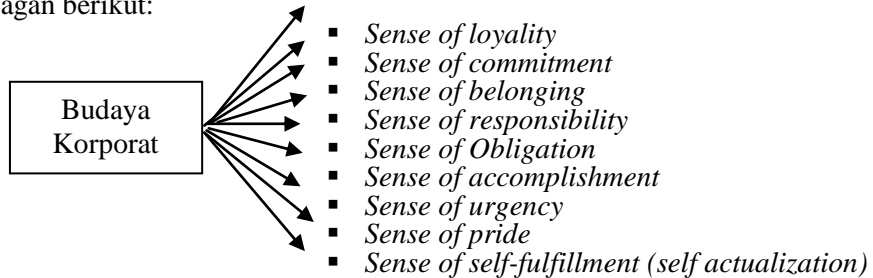 agan berikut:
▪ Sense of loyality
▪ Sense of commitment
▪ Sense of belonging
▪ Sense of responsibility
▪ Sense of Obligation
▪ Sense of accomplishment
▪ Sense of urgency
▪ Sense of pride
▪ Sense of self-fulfillment (self actualization)
Budaya
Korporat